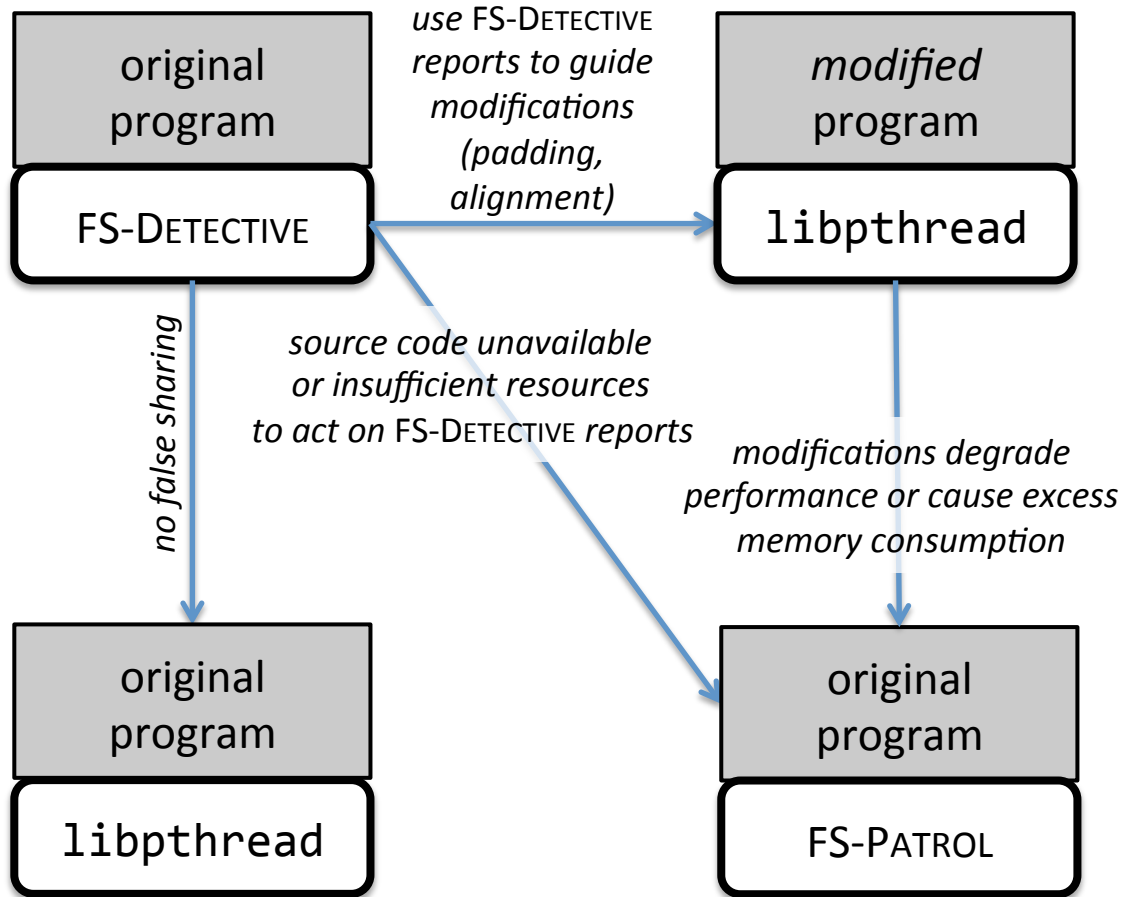 original
program
FS-DETECTIVE
use FS-DETECTIVE
reports to guide
modifications
(padding,
alignment)
modified
program
libpthread
no false sharing
source code unavailable
or insufficient resources
to act on FS-DETECTIVE reports
modifications degrade
performance or cause excess
memory consumption
original
program
libpthread
original
program
FS-PATROL